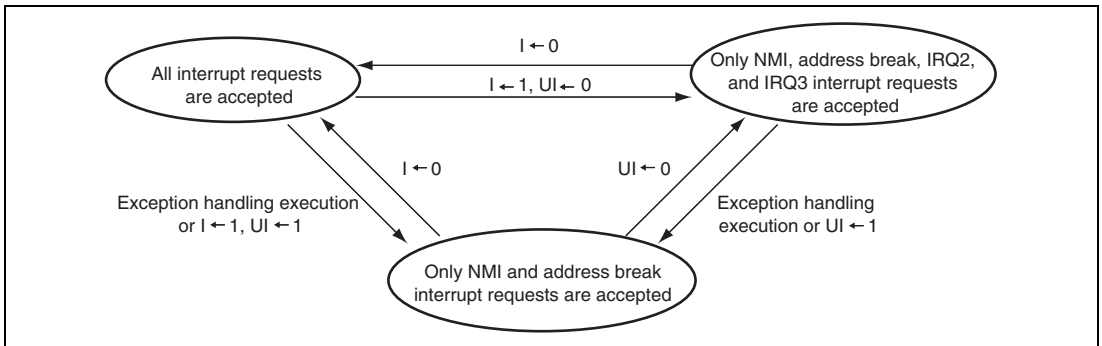 I ← 0
All interrupt requests
are accepted
Only NMI, address break, IRQ2,
and IRQ3 interrupt requests
are accepted
I ← 1, UI ← 0
I ← 0
UI ← 0
Exception handling execution
or I ← 1, UI ← 1
Exception handling
execution or UI ← 1
Only NMI and address break
interrupt requests are accepted